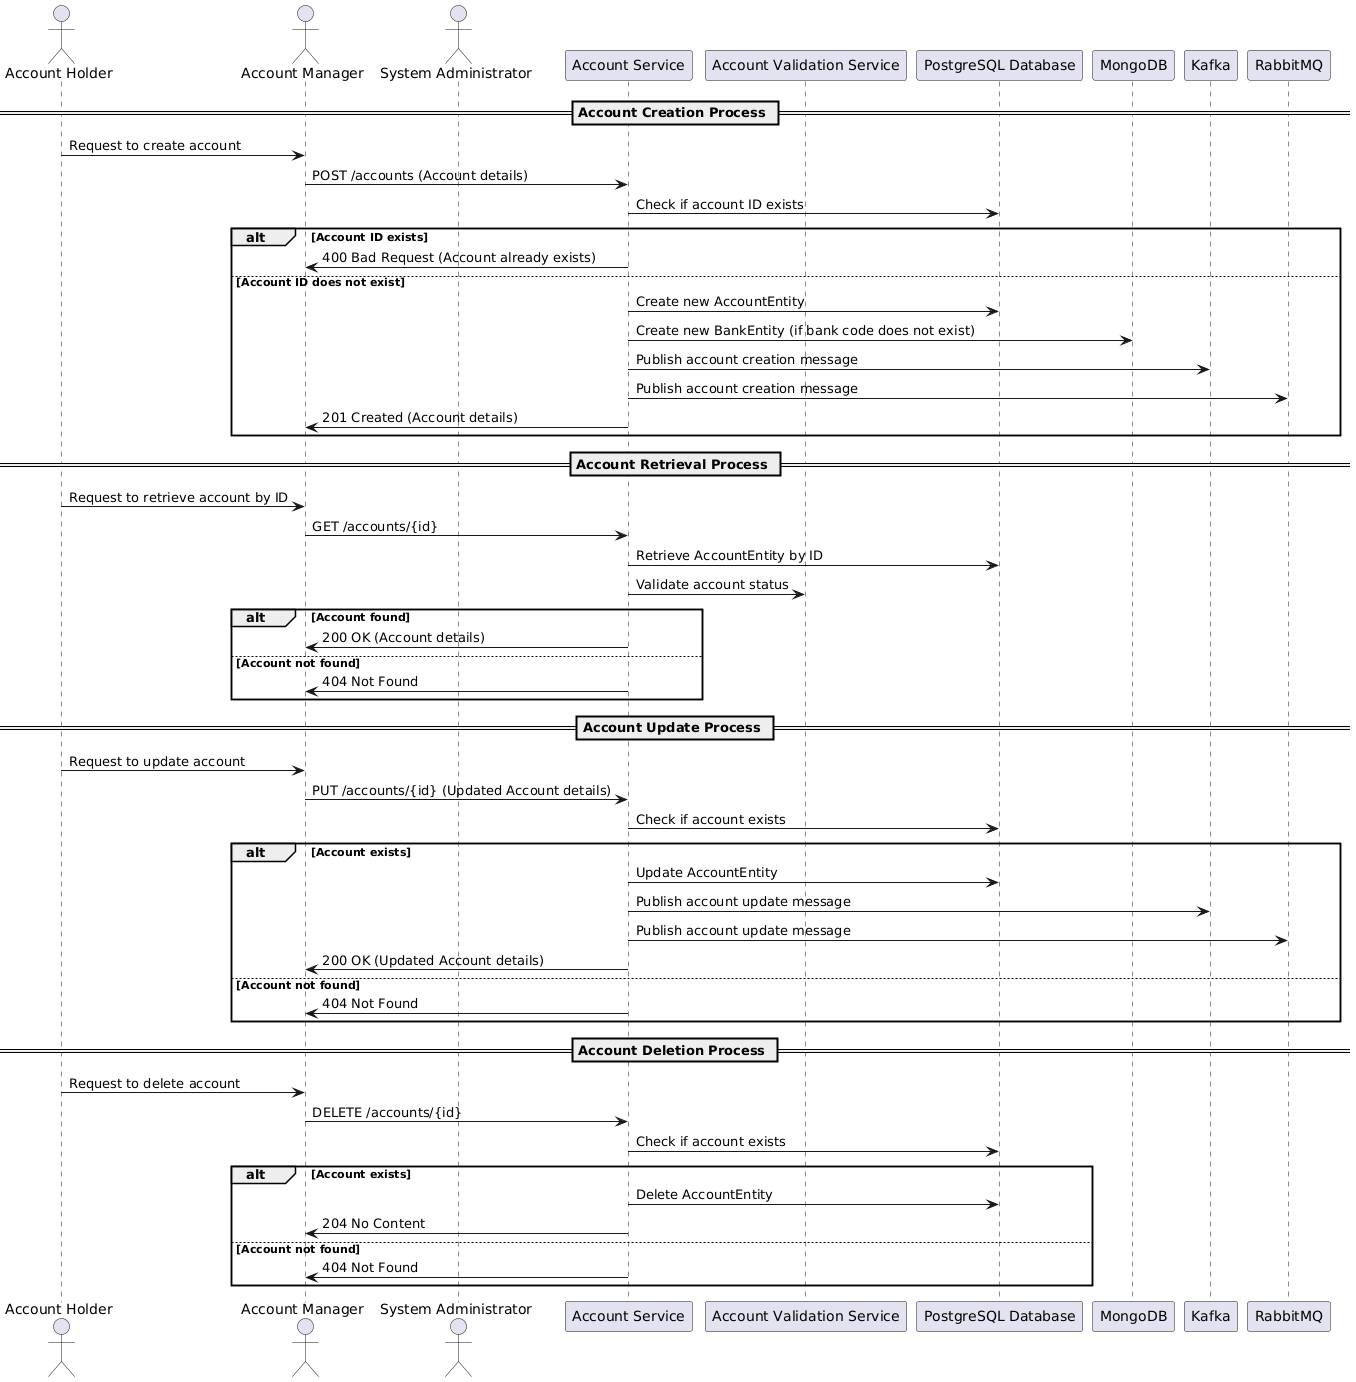 Account Holder
Account Manager
System Administrator
Account Service
Account Validation Service
PostgreSQL Database
MongoDB
Kafka
RabbitMQ
Account Creation Process
Request to create account
POST /accounts (Account details)
Check if account ID exists
alt
[Account ID exists]
400 Bad Request (Account already exists)
[Account ID does not exist]
Create new AccountEntity
Create new BankEntity (if bank code does not exist)
Publish account creation message
Publish account creation message
201 Created (Account details)
Account Retrieval Process
Request to retrieve account by ID
GET /accounts/{id}
Retrieve AccountEntity by ID
Validate account status
alt
[Account found]
200 OK (Account details)
[Account not found]
404 Not Found
Account Update Process
Request to update account
PUT /accounts/{id} (Updated Account details)
Check if account exists
alt
[Account exists]
Update AccountEntity
Publish account update message
Publish account update message
200 OK (Updated Account details)
[Account not found]
404 Not Found
Account Deletion Process
Request to delete account
DELETE /accounts/{id}
Check if account exists
alt
[Account exists]
Delete AccountEntity
204 No Content
[Account not found]
404 Not Found
Account Holder
Account Manager
System Administrator
Account Service
Account Validation Service
PostgreSQL Database
MongoDB
Kafka
RabbitMQ